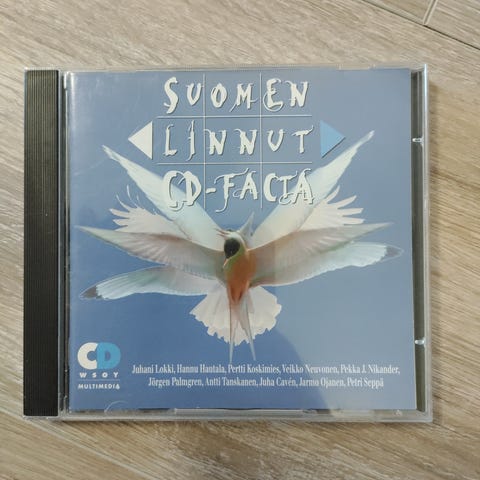 SUOMEN
LINNUT
CD-FACTA
CD
WSOY
MULTIMEDIA
Juhani Lokki, Hannu Hautala, Pertti Koskimies, Veikko Neuvonen, Pekka J. Nikander,
Jörgen Palmgren, Antti Tanskanen, Juha Cavén, Jarmo Ojanen, Petri Seppä